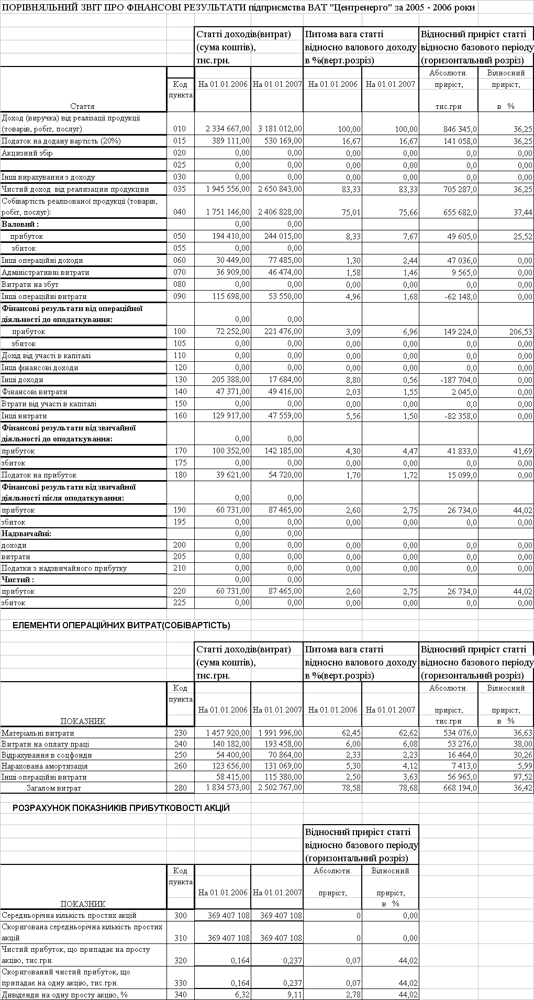 ПОРІВНЯЛЬНИЙ ЗВІТ ПРО ФІНАНСОВІ РЕЗУЛЬТАТИ підприємства ВАТ "Центренерго" за 2005 - 2006 роки
Статті доходів(витрат) Питома вага статті Відносний приріст статті
(сума коштів), відносно валового доходу відносно базового періоду
тис.грн. в %(верт.розріз) (горизонтальний розріз)
Абсолютн. Вілносний
Код На 01.01.2006 На 01.01.2007 На 01.01.2006 На 01.01.2007 приріст, приріст,
пункта
Стаття тис.грн в %
Доход (виручка) від реалізації продукції
(товарів, робіт, послуг) 010 2 334 667,00 3 181 012,00 100,00 100,00 846 345,0 36,25
Податок на додану вартість (20%) 015 389 111,00 530 169,00 16,67 16,67 141 058,0 36,25
Акцизний збір 020 0,00 0,00 0,00 0,00 0,0 0,00
025 0,00 0,00 0,00 0,00 0,0 0,00
Інші вирахування з доходу 030 0,00 0,00 0,00 0,00 0,0 0,00
Чистий доход від реализации продукции 035 1 945 556,00 2 650 843,00 83,33 83,33 705 287,0 36,25
Собівартість реалізованої продукції (товарів,
робіт, послуг): 040 1 751 146,00 2 406 828,00 75,01 75,66 655 682,0 37,44
Валовий : 0,00 0,00
прибуток 050 194 410,00 244 015,00 8,33 7,67 49 605,0 25,52
збиток 055 0,00 0,00
Інші операційні доходи 060 30 449,00 77 485,00 1,30 2,44 47 036,0 0,00
Адміністративні витрати 070 36 909,00 46 474,00 1,58 1,46 9 565,0 0,00
Витрати на збут 080 0,00 0,00 0,00 0,00 0,0 0,00
Інші операційні витрати 090 115 698,00 53 550,00 4,96 1,68 -62 148,0 0,00
Фінансові результати від операційної
діяльності до оподаткування: 0,00 0,00
прибуток 100 72 252,00 221 476,00 3,09 6,96 149 224,0 206,53
збиток 105 0,00 0,00 0,00 0,00 0,0 0,00
Дохід від участі в капіталі 110 0,00 0,00 0,00 0,00 0,0 0,00
Інші фінансові доходи 120 0,00 0,00 0,00 0,00 0,0 0,00
Інші доходи 130 205 388,00 17 684,00 8,80 0,56 -187 704,0 0,00
Фінансові витрати 140 47 371,00 49 416,00 2,03 1,55 2 045,0 0,00
Втрати від участі в капіталі 150 0,00 0,00 0,00 0,00 0,0 0,00
Інші витрати 160 129 917,00 47 559,00 5,56 1,50 -82 358,0 0,00
Фінансові результати від звичайної
діяльності до оподаткування: 0,00 0,00
прибуток 170 100 352,00 142 185,00 4,30 4,47 41 833,0 41,69
збиток 175 0,00 0,00 0,00 0,00 0,0 0,00
Податок на прибуток 180 39 621,00 54 720,00 1,70 1,72 15 099,0 0,00
Фінансові результати від звичайної
діяльності після оподаткування: 0,00 0,00
прибуток 190 60 731,00 87 465,00 2,60 2,75 26 734,0 44,02
збиток 195 0,00 0,00 0,00 0,00 0,0 0,00
Надзвичайні: 0,00 0,00
доходи 200 0,00 0,00 0,00 0,00 0,0 0,00
витрати 205 0,00 0,00 0,00 0,00 0,0 0,00
Податки з надзвичайного прибутку 210 0,00 0,00 0,00 0,00 0,0 0,00
Чистий : 0,00 0,00
прибуток 220 60 731,00 87 465,00 2,60 2,75 26 734,0 44,02
збиток 225 0,00 0,00 0,00 0,00 0,0 0,00
ЕЛЕМЕНТИ ОПЕРАЦІЙНИХ ВИТРАТ(СОБІВАРТІСТЬ)
Статті доходів(витрат) Питома вага статті Відносний приріст статті
(сума коштів), відносно валового доходу відносно базового періоду
тис.грн. в %(верт.розріз) (горизонтальний розріз)
Код Абсолютн. Вілносний
пункта
На 01.01.2006 На 01.01.2007 На 01.01.2006 На 01.01.2007 приріст, приріст,
ПОКАЗНИК тис.грн в %
Матеріальні витрати 230 1 457 920,00 1 991 996,00 62,45 62,62 534 076,0 36,63
Витрати на оплату праці 240 140 182,00 193 458,00 6,00 6,08 53 276,0 38,00
Відрахування в соцфонди 250 54 400,00 70 864,00 2,33 2,23 16 464,0 30,26
Нарахована амортизація 260 123 656,00 131 069,00 5,30 4,12 7 413,0 5,99
Інші операційні витрати 58 415,00 115 380,00 2,50 3,63 56 965,0 97,52
Загалом витрат 280 1 834 573,00 2 502 767,00 78,58 78,68 668 194,0 36,42
РОЗРАХУНОК ПОКАЗНИКІВ ПРИБУТКОВОСТІ АКЦІЙ
Відносний приріст статті
відносно базового періоду
(горизонтальний розріз)
Код Абсолютн. Вілносний
пункта
На 01.01.2006 На 01.01.2007 приріст, приріст,
ПОКАЗНИК в %
Середньорічна кількість простих акцій 300 369 407 108 369 407 108 0 0,00
Скоригована середньорічна кількість простих
акцій 310 369 407 108 369 407 108 0 0,00
Чистий прибуток, що припадає на просту
акцію, тис.грн. 320 0,164 0,237 0,07 44,02
Скоригований чистий прибуток, що
припадає на одну акцію, тис.грн. 330 0,164 0,237 0,07 44,02
Дивіденди на одну просту акцію, % 340 6,32 9,11 2,78 44,02